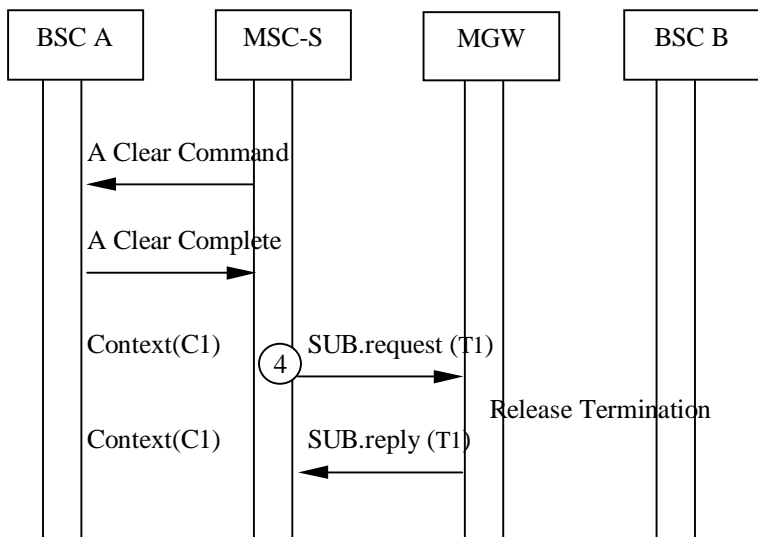 BSC A
MSC-S
MGW
BSC B
A Clear Command
A Clear Complete
Context(C1)
4
SUB.request (T1)
Release Termination
Context(C1)
SUB.reply (T1)